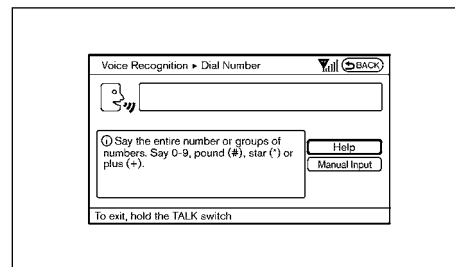 Voice Recognition ▸ Dial Number BACK
ⓘ Say the entire number or groups of
numbers. Say 0-9, pound (#), star (*) or
plus (+).
Help
Manual Input
To exit, hold the TALK switch